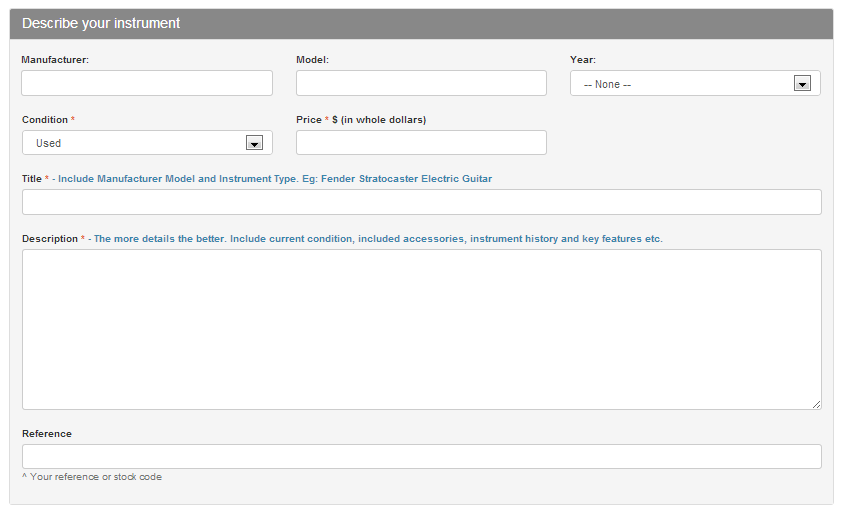 Describe your instrument
Manufacturer: Model: Year:
-- None --
Condition * Price * $ (in whole dollars)
Used
Title * - Include Manufacturer Model and Instrument Type. Eg: Fender Stratocaster Electric Guitar
Description * - The more details the better. Include current condition, included accessories, instrument history and key features etc.
Reference
^ Your reference or stock code